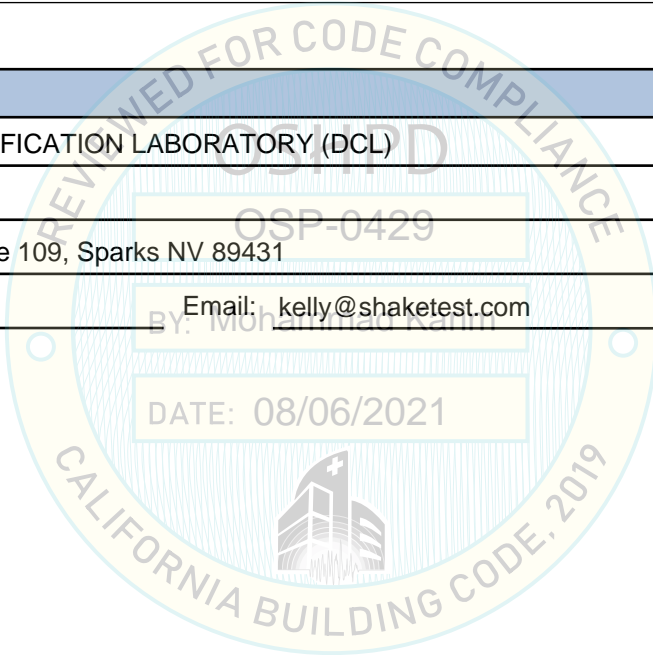 REVIEWED FOR CODE COMPLIANCE
FICATION LABORATORY (DCL)
OSHPD
OSP-0429
e 109, Sparks NV 89431
Email: kelly@shaketest.com
BY: Mohammad Karim
DATE: 08/06/2021
CALIFORNIA BUILDING CODE, 2019